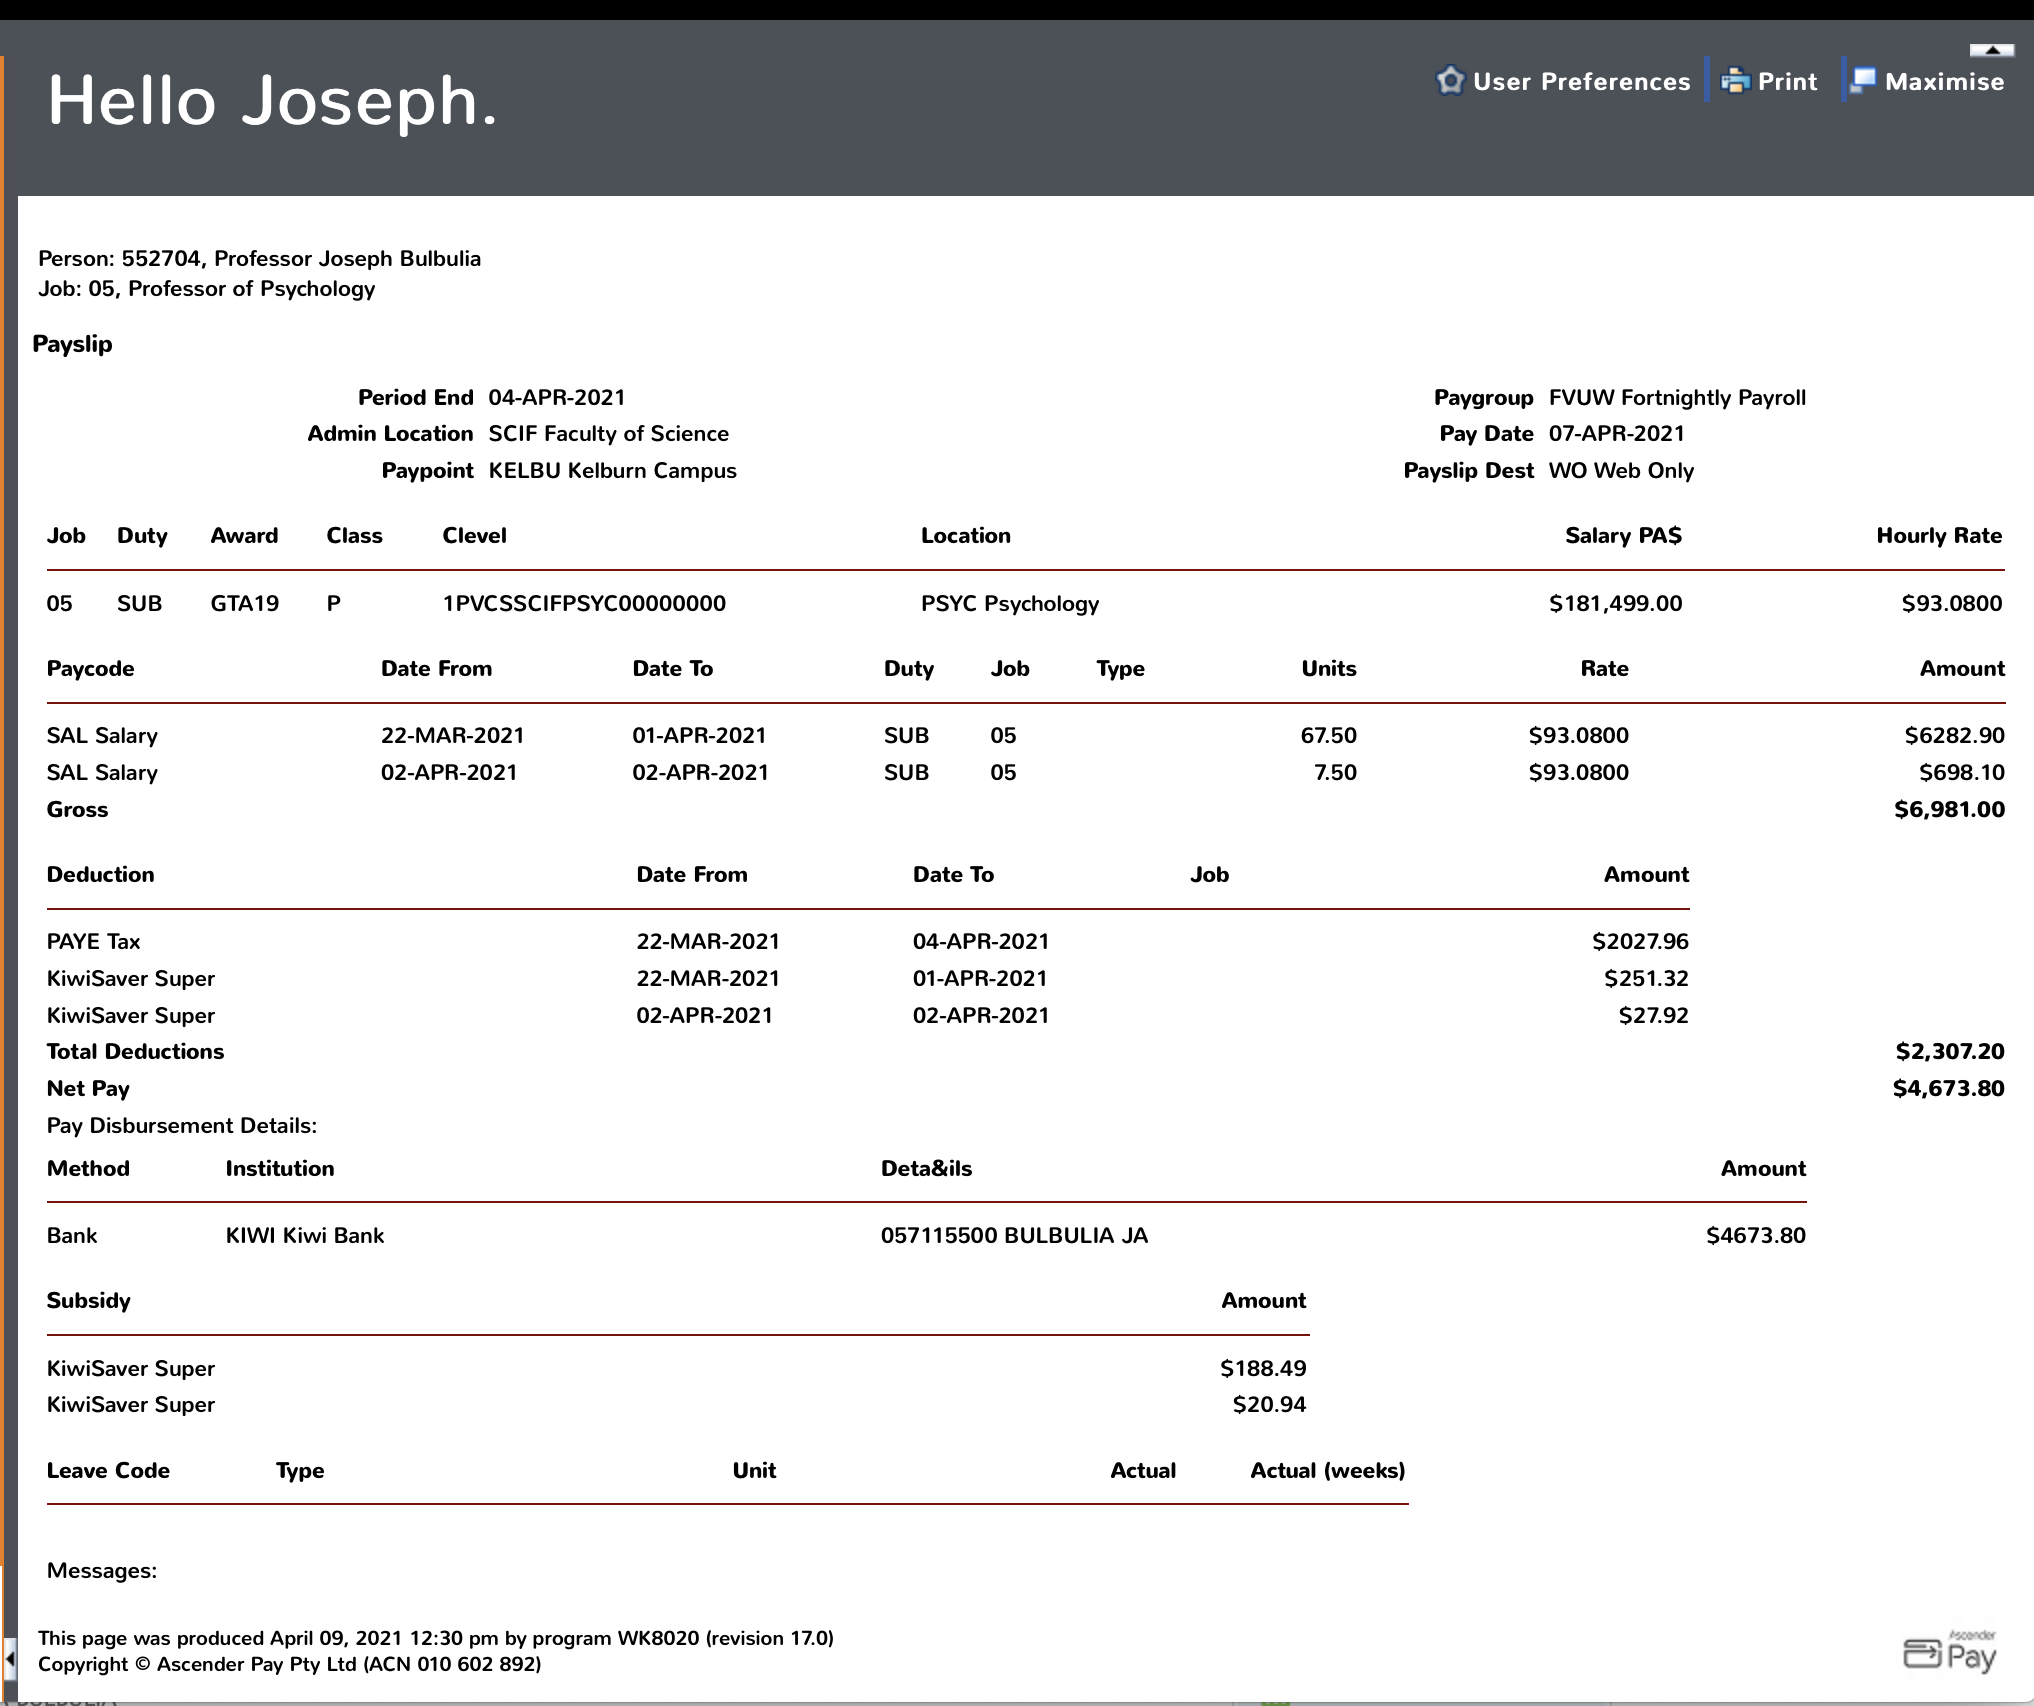 Hello Joseph.
User Preferences Print Maximise
Person: 552704, Professor Joseph Bulbulia
Job: 05, Professor of Psychology
Payslip
Period End 04-APR-2021 Paygroup FVUW Fortnightly Payroll
Admin Location SCIF Faculty of Science Pay Date 07-APR-2021
Paypoint KELBU Kelburn Campus Payslip Dest WO Web Only
Job Duty Award Class Clevel Location Salary PA$ Hourly Rate
05 SUB GTA19 P 1PVCSSCIFPSYC00000000 PSYC Psychology $181,499.00 $93.0800
Paycode Date From Date To Duty Job Type Units Rate Amount
SAL Salary 22-MAR-2021 01-APR-2021 SUB 05 67.50 $93.0800 $6282.90
SAL Salary 02-APR-2021 02-APR-2021 SUB 05 7.50 $93.0800 $698.10
Gross $6,981.00
Deduction Date From Date To Job Amount
PAYE Tax 22-MAR-2021 04-APR-2021 $2027.96
KiwiSaver Super 22-MAR-2021 01-APR-2021 $251.32
KiwiSaver Super 02-APR-2021 02-APR-2021 $27.92
Total Deductions $2,307.20
Net Pay $4,673.80
Pay Disbursement Details:
Method Institution Deta&ils Amount
Bank KIWI Kiwi Bank 057115500 BULBULIA JA $4673.80
Subsidy Amount
KiwiSaver Super $188.49
KiwiSaver Super $20.94
Leave Code Type Unit Actual Actual (weeks)
Messages:
This page was produced April 09, 2021 12:30 pm by program WK8020 (revision 17.0)
Copyright © Ascender Pay Pty Ltd (ACN 010 602 892)
Ascender
Pay